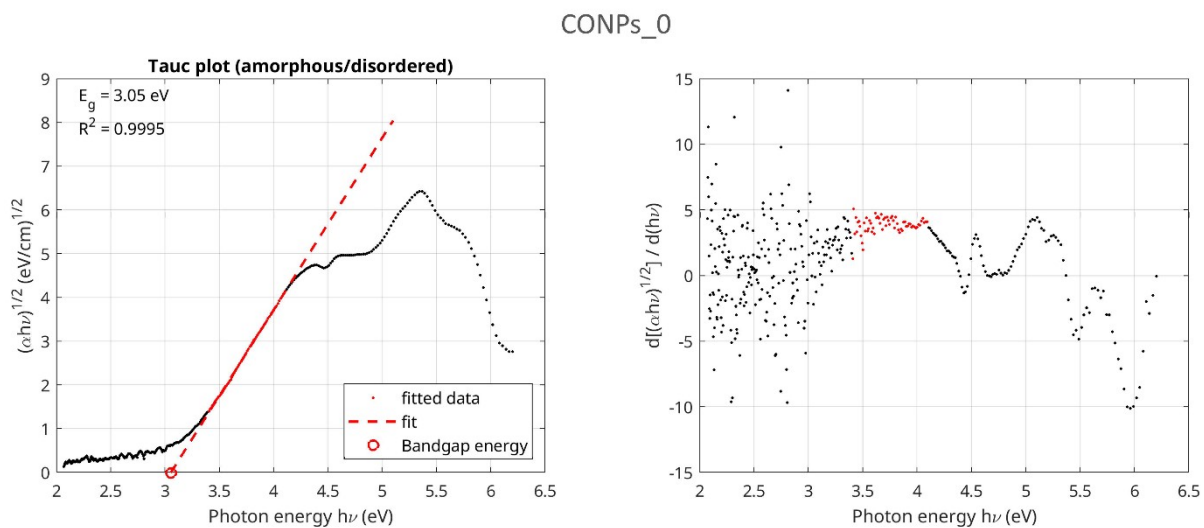 CONPs_0
Tauc plot (amorphous/disordered)
E_g = 3.05 eV
R^2 = 0.9995
(αhν)^1/2 (eV/cm)^1/2
9
8
7
6
5
4
3
2
1
0
fitted data
fit
Bandgap energy
2 2.5 3 3.5 4 4.5 5 5.5 6 6.5
Photon energy hν (eV)
d[(αhν)^1/2] / d(hν)
15
10
5
0
-5
-10
-15
2 2.5 3 3.5 4 4.5 5 5.5 6 6.5
Photon energy hν (eV)